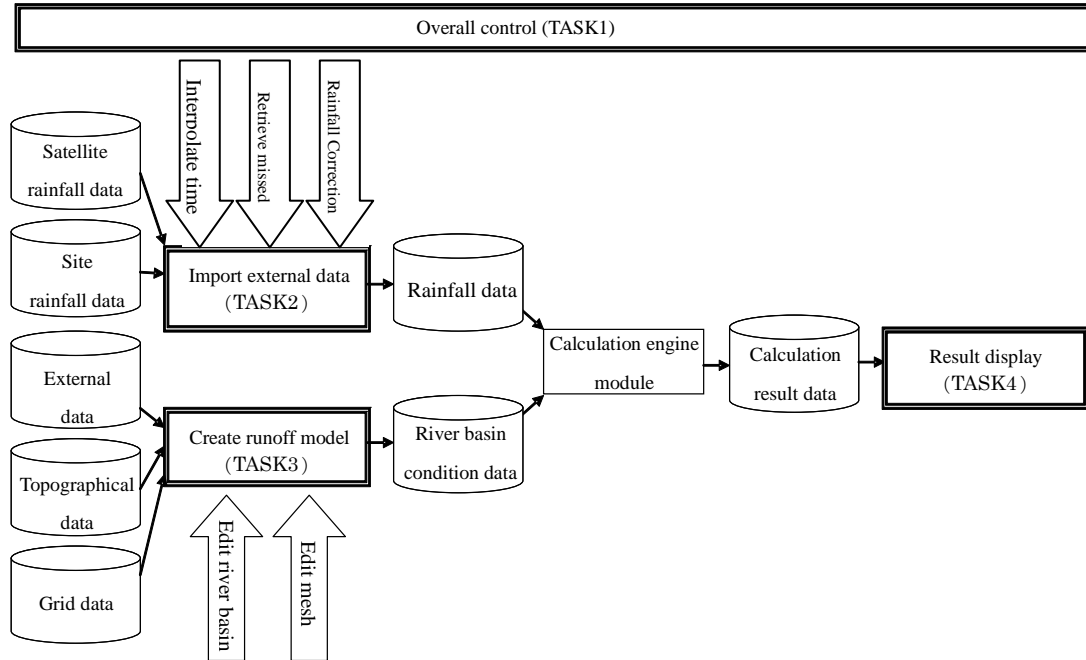 Overall control (TASK1)
Interpolate time
Retrieve missed
Rainfall Correction
Satellite
rainfall data
Site
rainfall data
Import external data
(TASK2)
Rainfall data
External
data
Topographical
data
Grid data
Create runoff model
(TASK3)
River basin
condition data
Edit river basin
Edit mesh
Calculation engine
module
Calculation
result data
Result display
(TASK4)